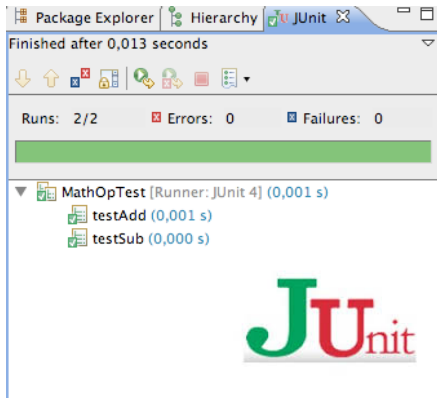 Package Explorer Hierarchy JUnit
Finished after 0,013 seconds
Runs: 2/2 Errors: 0 Failures: 0
MathOpTest [Runner: JUnit 4] (0,001 s)
testAdd (0,001 s)
testSub (0,000 s)
JUnit